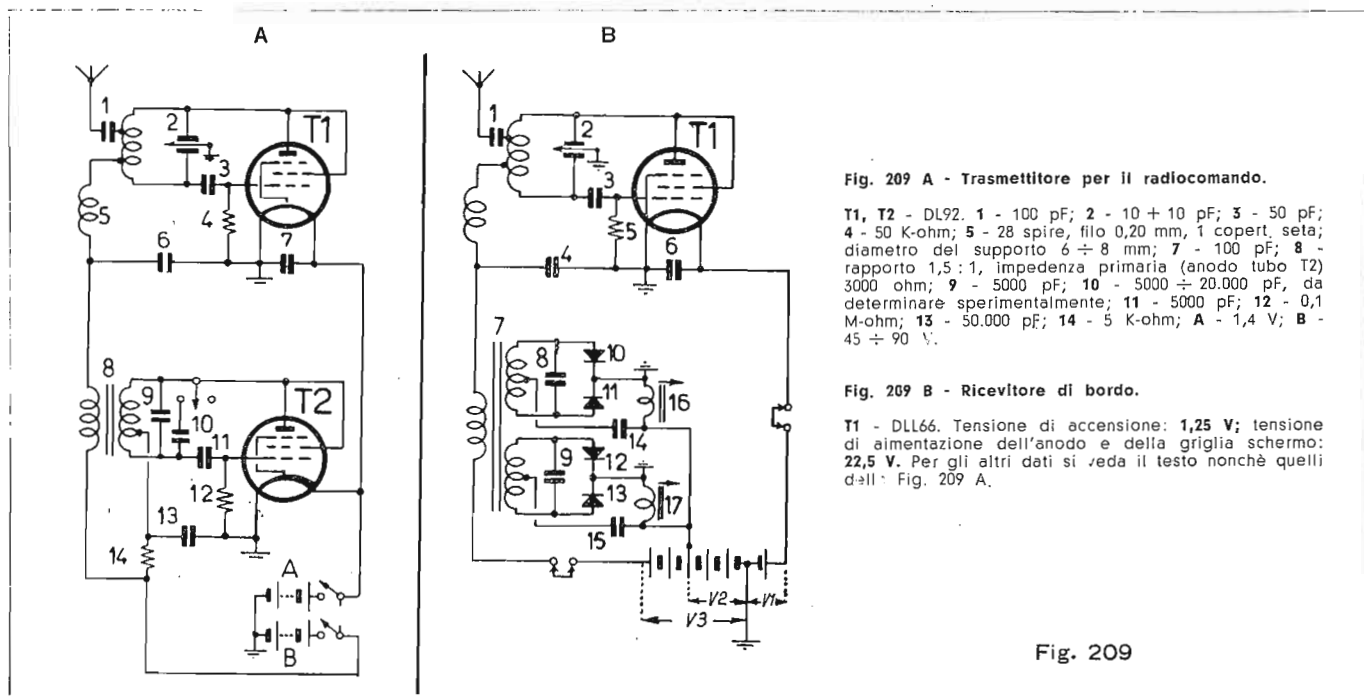 A
B
1
2
3
T1
4
5
6
7
8
9
10
11
T2
12
13
14
A
B
1
2
3
T1
5
4
6
7
8
10
11
16
14
9
12
13
17
15
V2
V1
V3
Fig. 209 A - Trasmettitore per il radiocomando.
T1, T2 - DL92. 1 - 100 pF; 2 - 10 + 10 pF; 3 - 50 pF;
4 - 50 K-ohm; 5 - 28 spire, filo 0,20 mm, 1 copert. seta;
diametro del supporto 6 ÷ 8 mm; 7 - 100 pF; 8 -
rapporto 1,5 : 1, impedenza primaria (anodo tubo T2)
3000 ohm; 9 - 5000 pF; 10 - 5000 ÷ 20.000 pF, da
determinare sperimentalmente; 11 - 5000 pF; 12 - 0,1
M-ohm; 13 - 50.000 pF; 14 - 5 K-ohm; A - 1,4 V; B -
45 ÷ 90 V.
Fig. 209 B - Ricevitore di bordo.
T1 - DLL66. Tensione di accensione: 1,25 V; tensione
di aimentazione dell'anodo e della griglia schermo:
22,5 V. Per gli altri dati si veda il testo nonchè quelli
Fig. 209 A.
Fig. 209